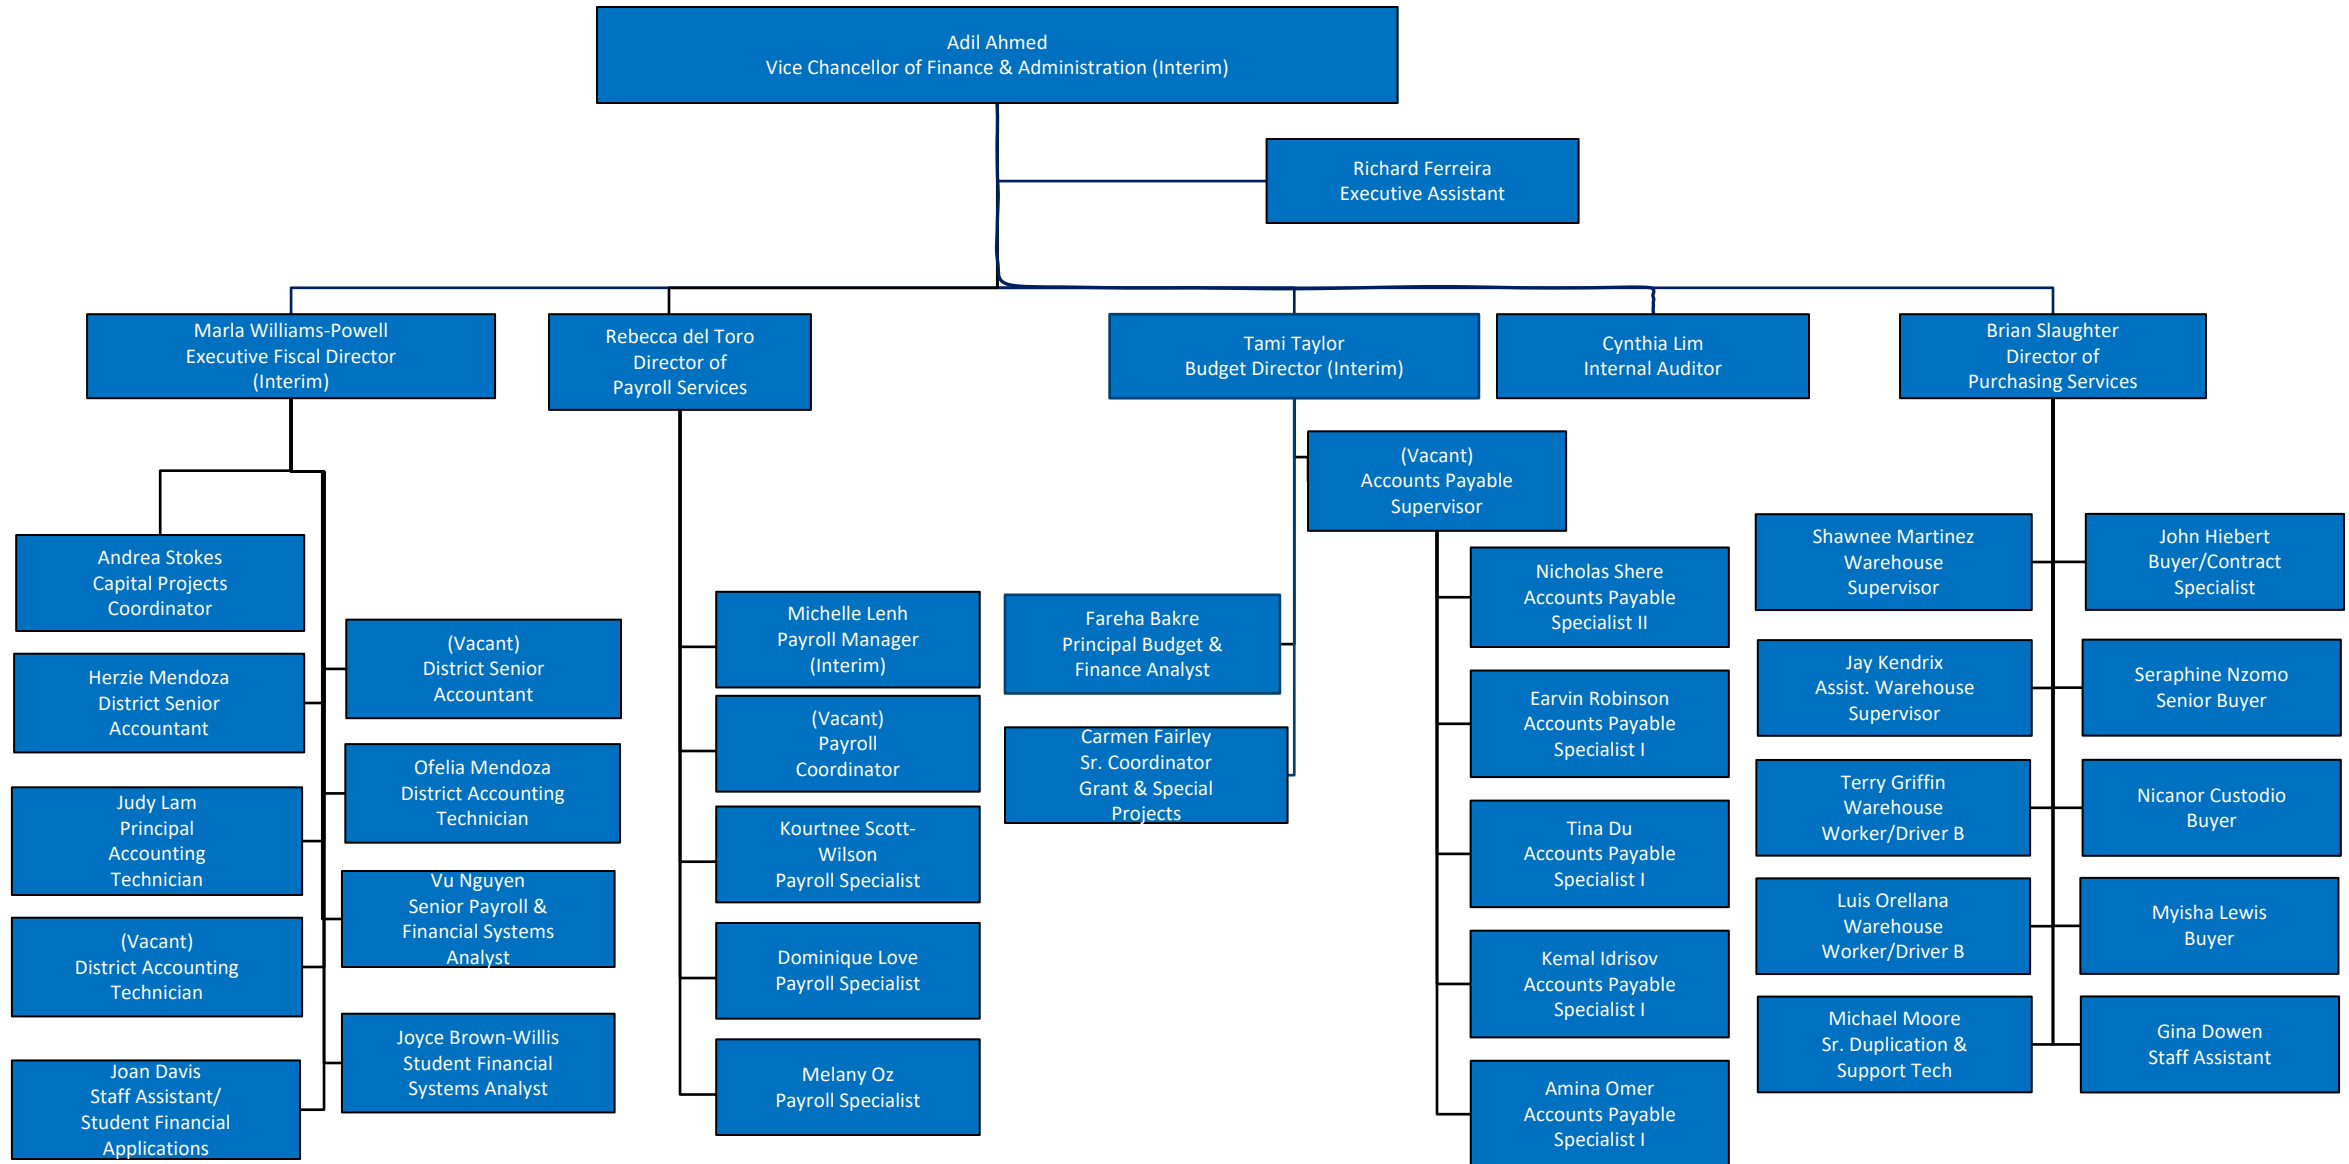 Adil Ahmed
Vice Chancellor of Finance & Administration (Interim)
Richard Ferreira
Executive Assistant
Marla Williams-Powell
Executive Fiscal Director
(Interim)
Rebecca del Toro
Director of
Payroll Services
Tami Taylor
Budget Director (Interim)
Cynthia Lim
Internal Auditor
Brian Slaughter
Director of
Purchasing Services
Andrea Stokes
Capital Projects
Coordinator
Herzie Mendoza
District Senior
Accountant
Judy Lam
Principal
Accounting
Technician
(Vacant)
District Accounting
Technician
Joan Davis
Staff Assistant/
Student Financial
Applications
(Vacant)
District Senior
Accountant
Ofelia Mendoza
District Accounting
Technician
Vu Nguyen
Senior Payroll &
Financial Systems
Analyst
Joyce Brown-Willis
Student Financial
Systems Analyst
Michelle Lenh
Payroll Manager
(Interim)
(Vacant)
Payroll
Coordinator
Kourtnee Scott-
Wilson
Payroll Specialist
Dominique Love
Payroll Specialist
Melany Oz
Payroll Specialist
Fareha Bakre
Principal Budget &
Finance Analyst
Carmen Fairley
Sr. Coordinator
Grant & Special
Projects
(Vacant)
Accounts Payable
Supervisor
Nicholas Shere
Accounts Payable
Specialist II
Earvin Robinson
Accounts Payable
Specialist I
Tina Du
Accounts Payable
Specialist I
Kemal Idrisov
Accounts Payable
Specialist I
Amina Omer
Accounts Payable
Specialist I
Shawnee Martinez
Warehouse
Supervisor
Jay Kendrix
Assist. Warehouse
Supervisor
Terry Griffin
Warehouse
Worker/Driver B
Luis Orellana
Warehouse
Worker/Driver B
Michael Moore
Sr. Duplication &
Support Tech
John Hiebert
Buyer/Contract
Specialist
Seraphine Nzomo
Senior Buyer
Nicanor Custodio
Buyer
Myisha Lewis
Buyer
Gina Dowen
Staff Assistant